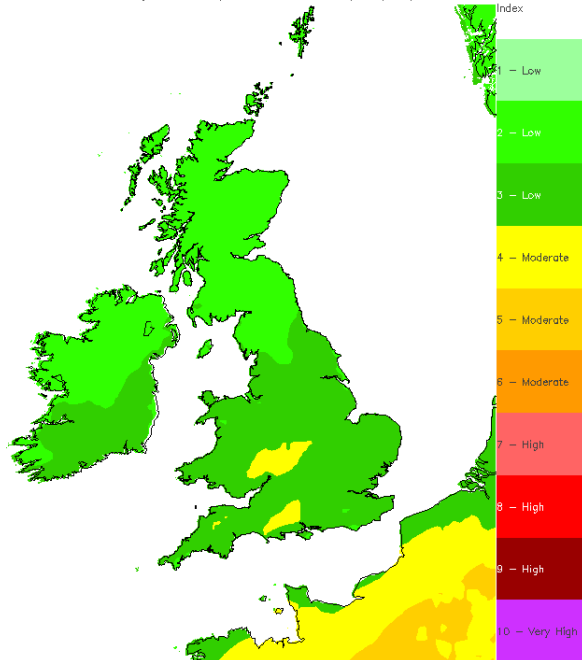 Index
1 - Low
2 - Low
3 - Low
4 - Moderate
5 - Moderate
6 - Moderate
7 - High
8 - High
9 - High
10 - Very High